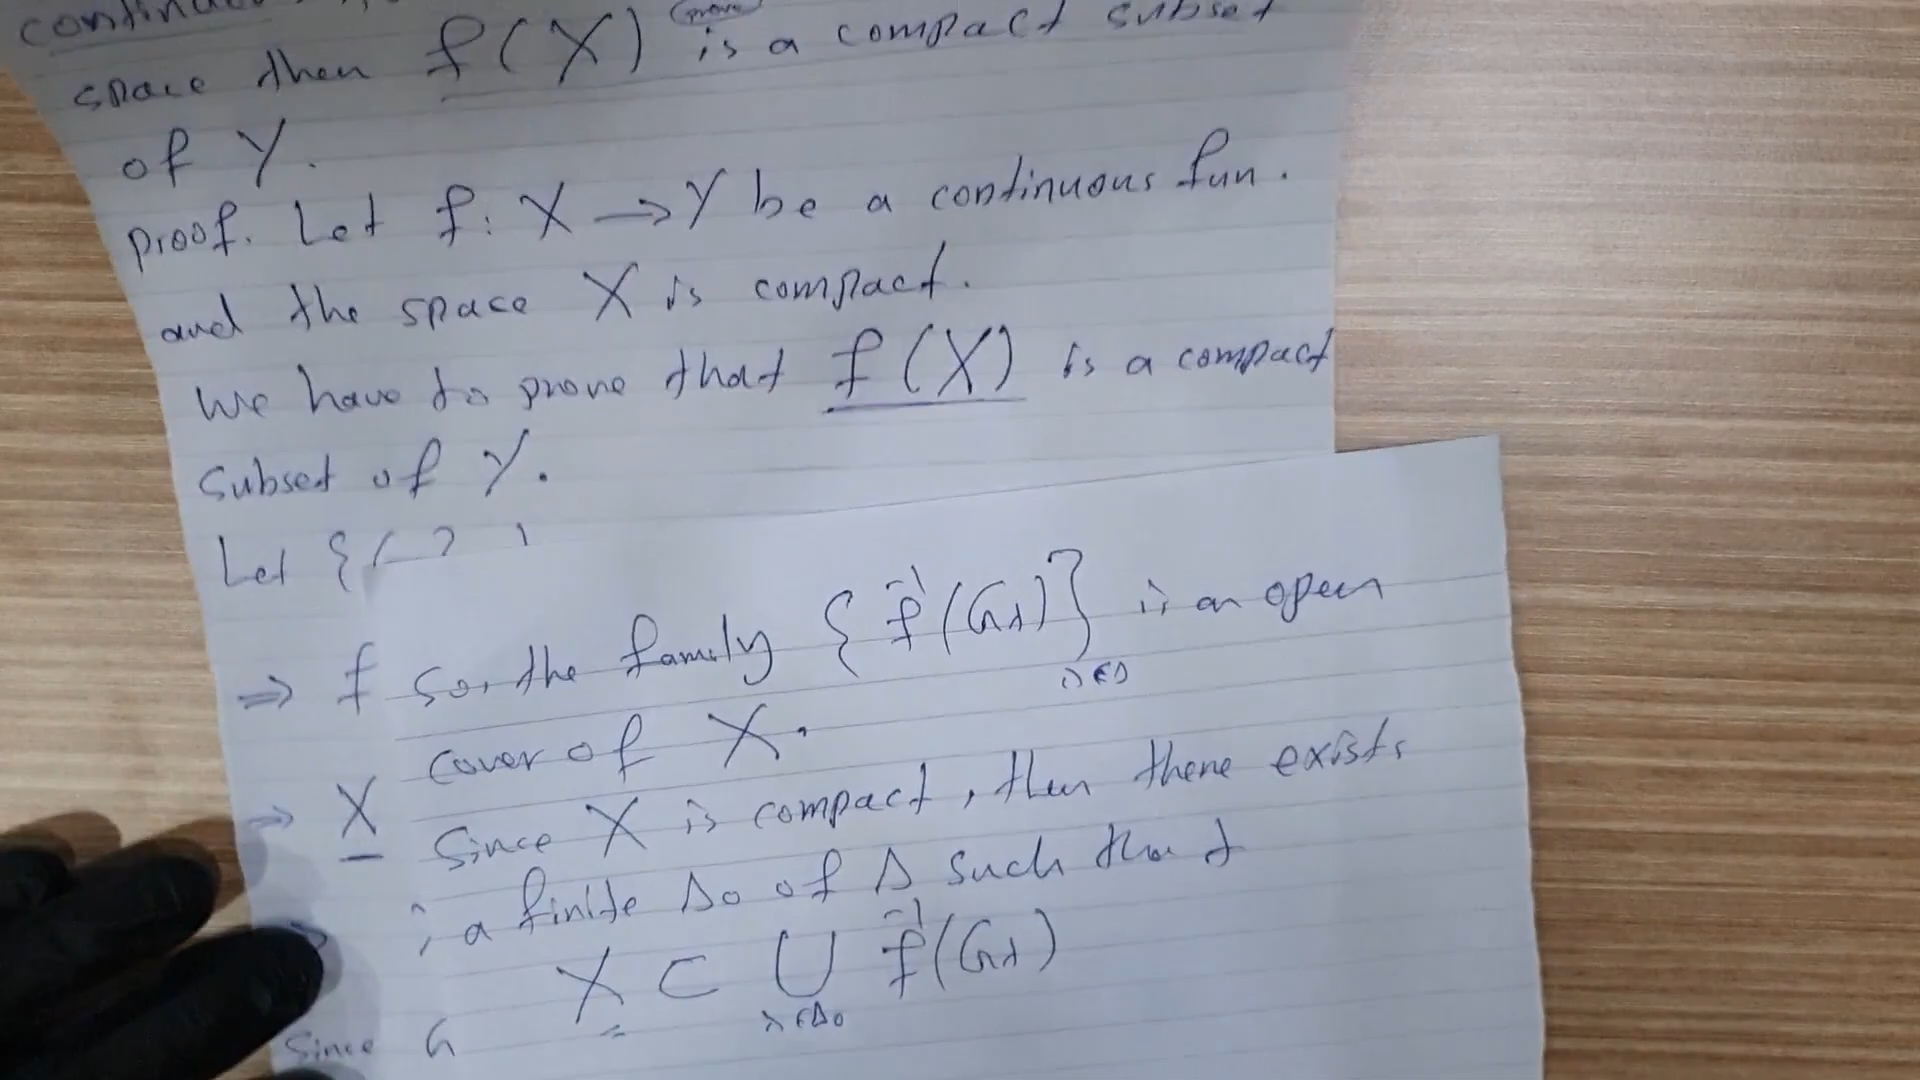 space then f(X) is a compact subset
(prove)
of Y.
proof. Let f: X → Y be a continuous fun.
and the space X is compact.
We have to prove that f(X) is a compact
Subset of Y.
Let {
⇒ f
so, the family {f⁻¹(Gλ)}λ∈Δ is an open
cover of X.
⇒ X
Since X is compact, then there exists
; a finite Δ₀ of Δ such that
X ⊂ ⋃λ∈Δ₀ f⁻¹(Gλ)
Since G